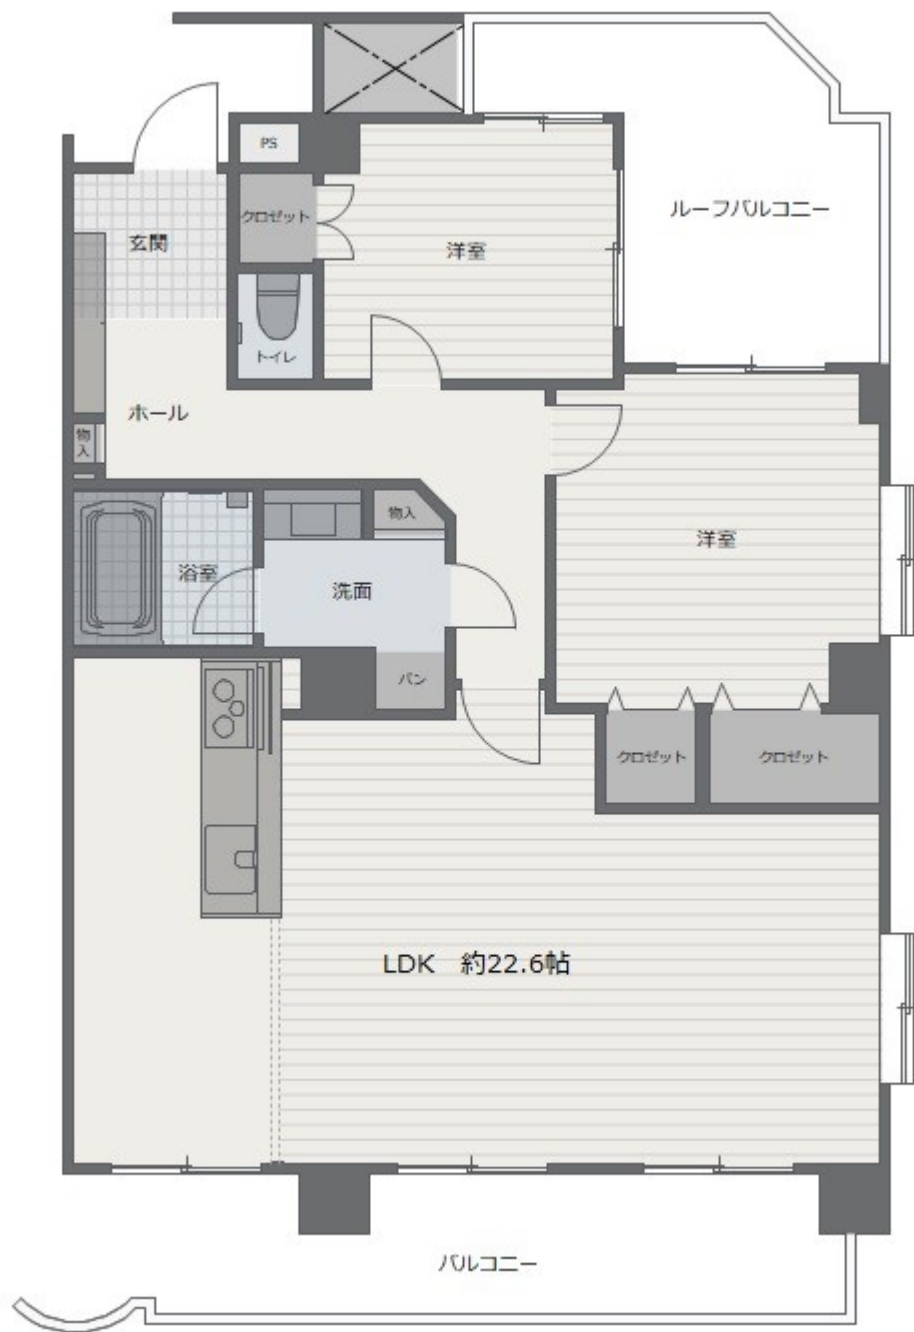 PS
クロゼット
玄関
洋室
ルーフバルコニー
トイレ
ホール
物入
物入
浴室
洗面
洋室
パン
クロゼット
クロゼット
LDK 約22.6帖
バルコニー